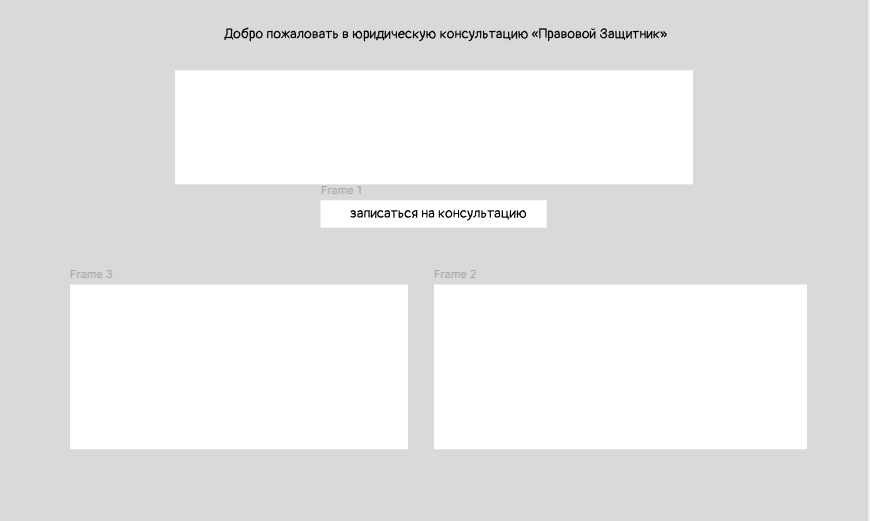 Добро пожаловать в юридическую консультацию «Правовой Защитник»
Frame 1
записаться на консультацию
Frame 3
Frame 2